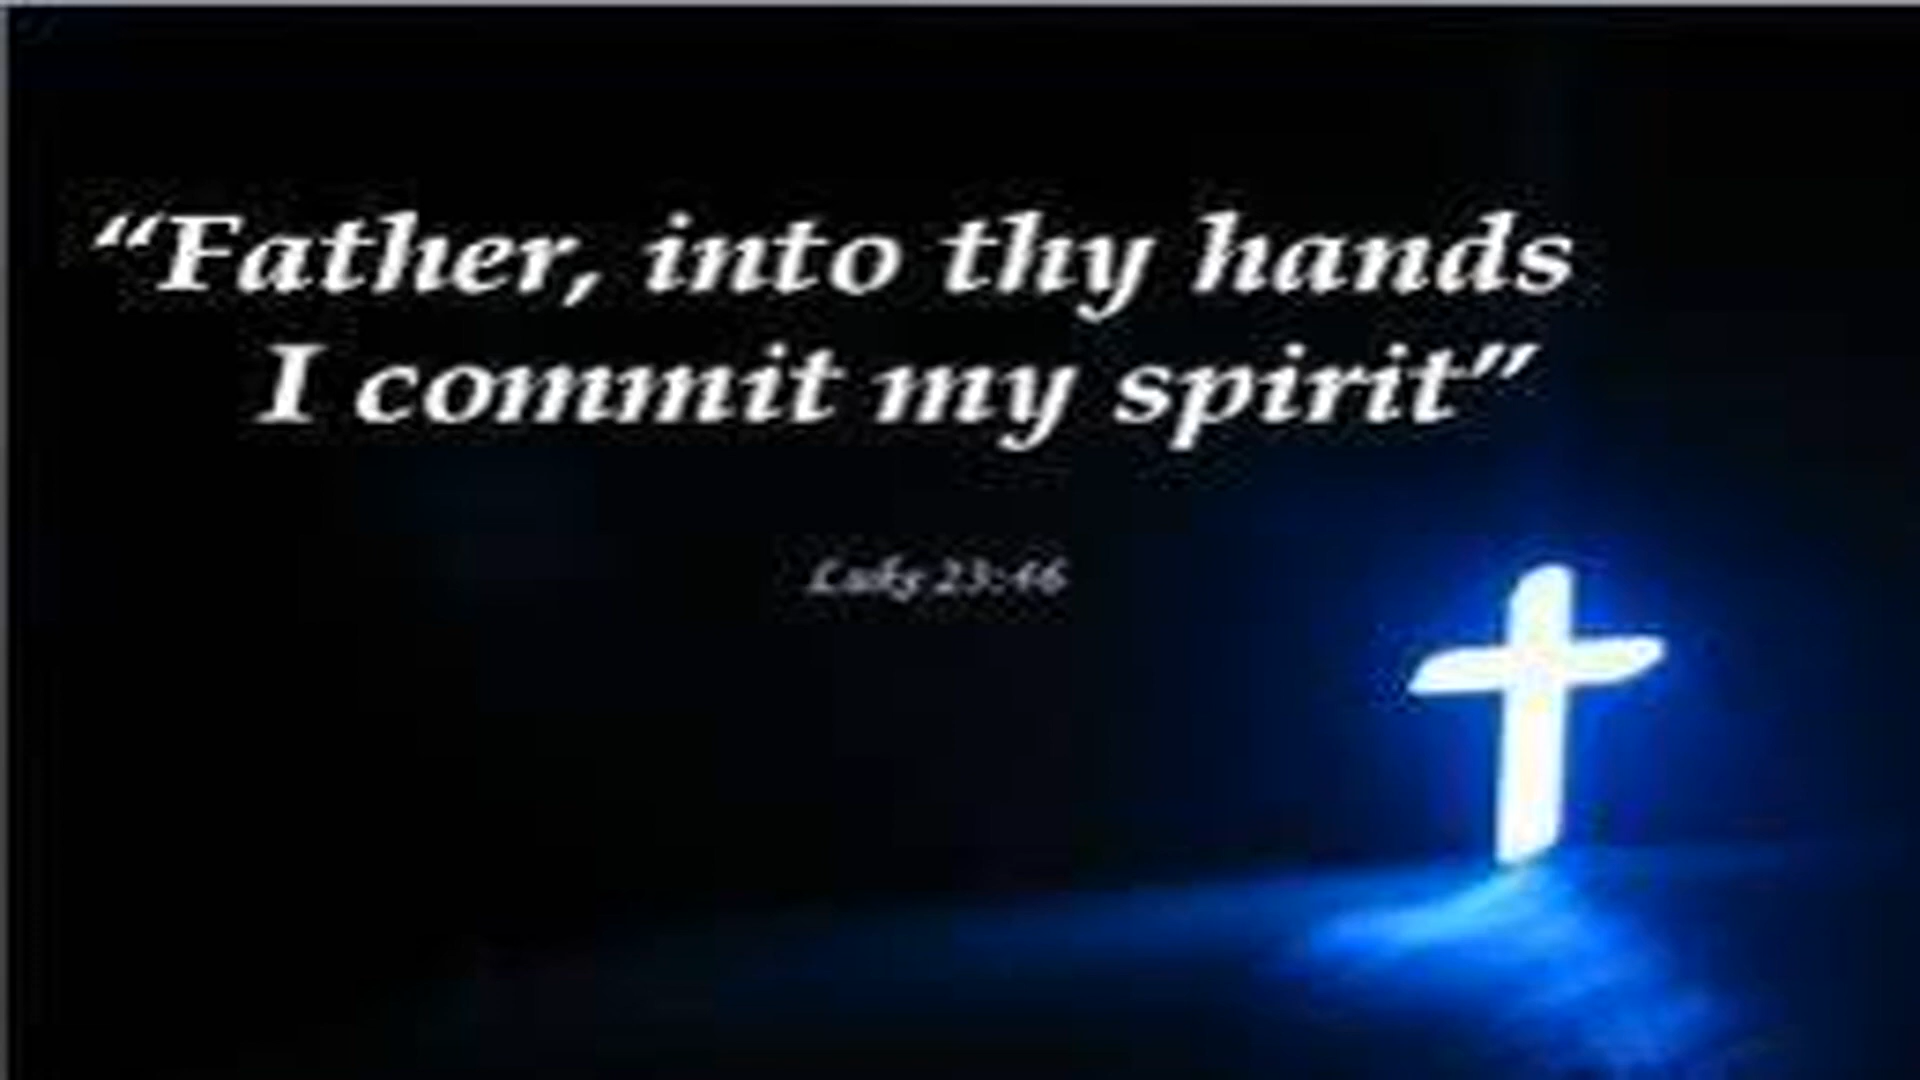 “Father, into thy hands
I commit my spirit”
Luke 23:46